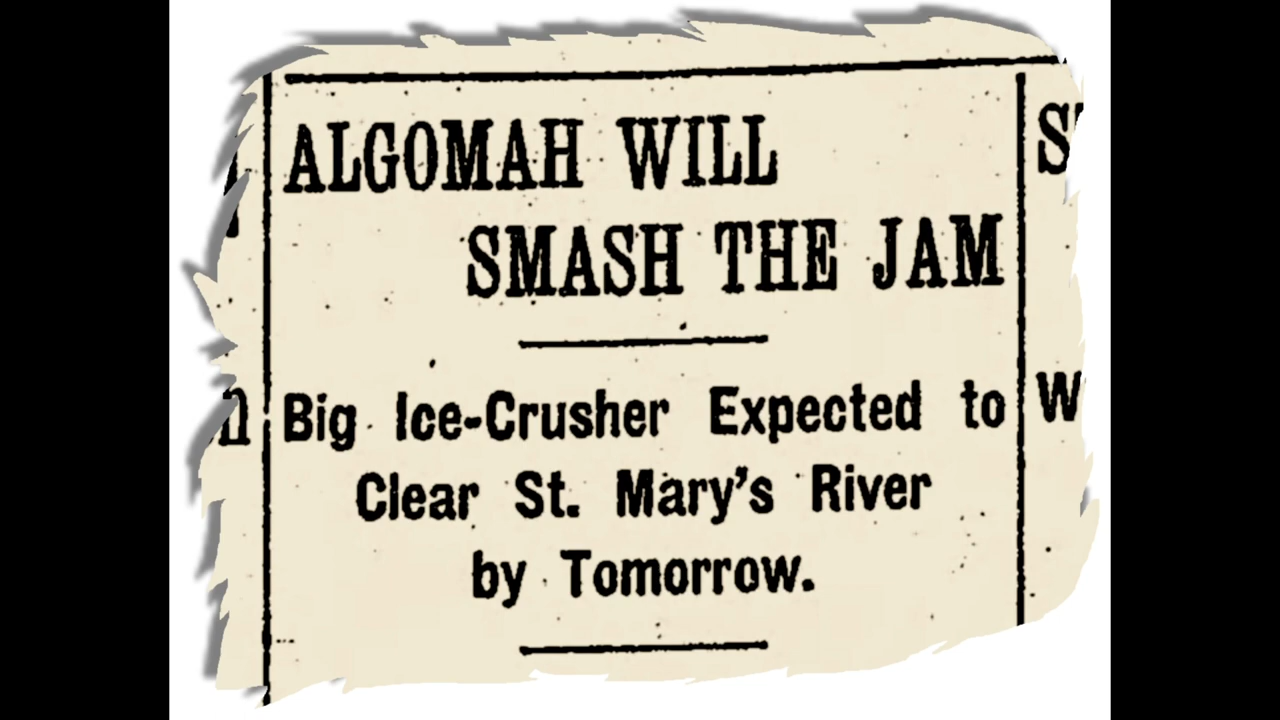 ALGOMAH WILL
SMASH THE JAM
Big Ice-Crusher Expected to
Clear St. Mary's River
by Tomorrow.